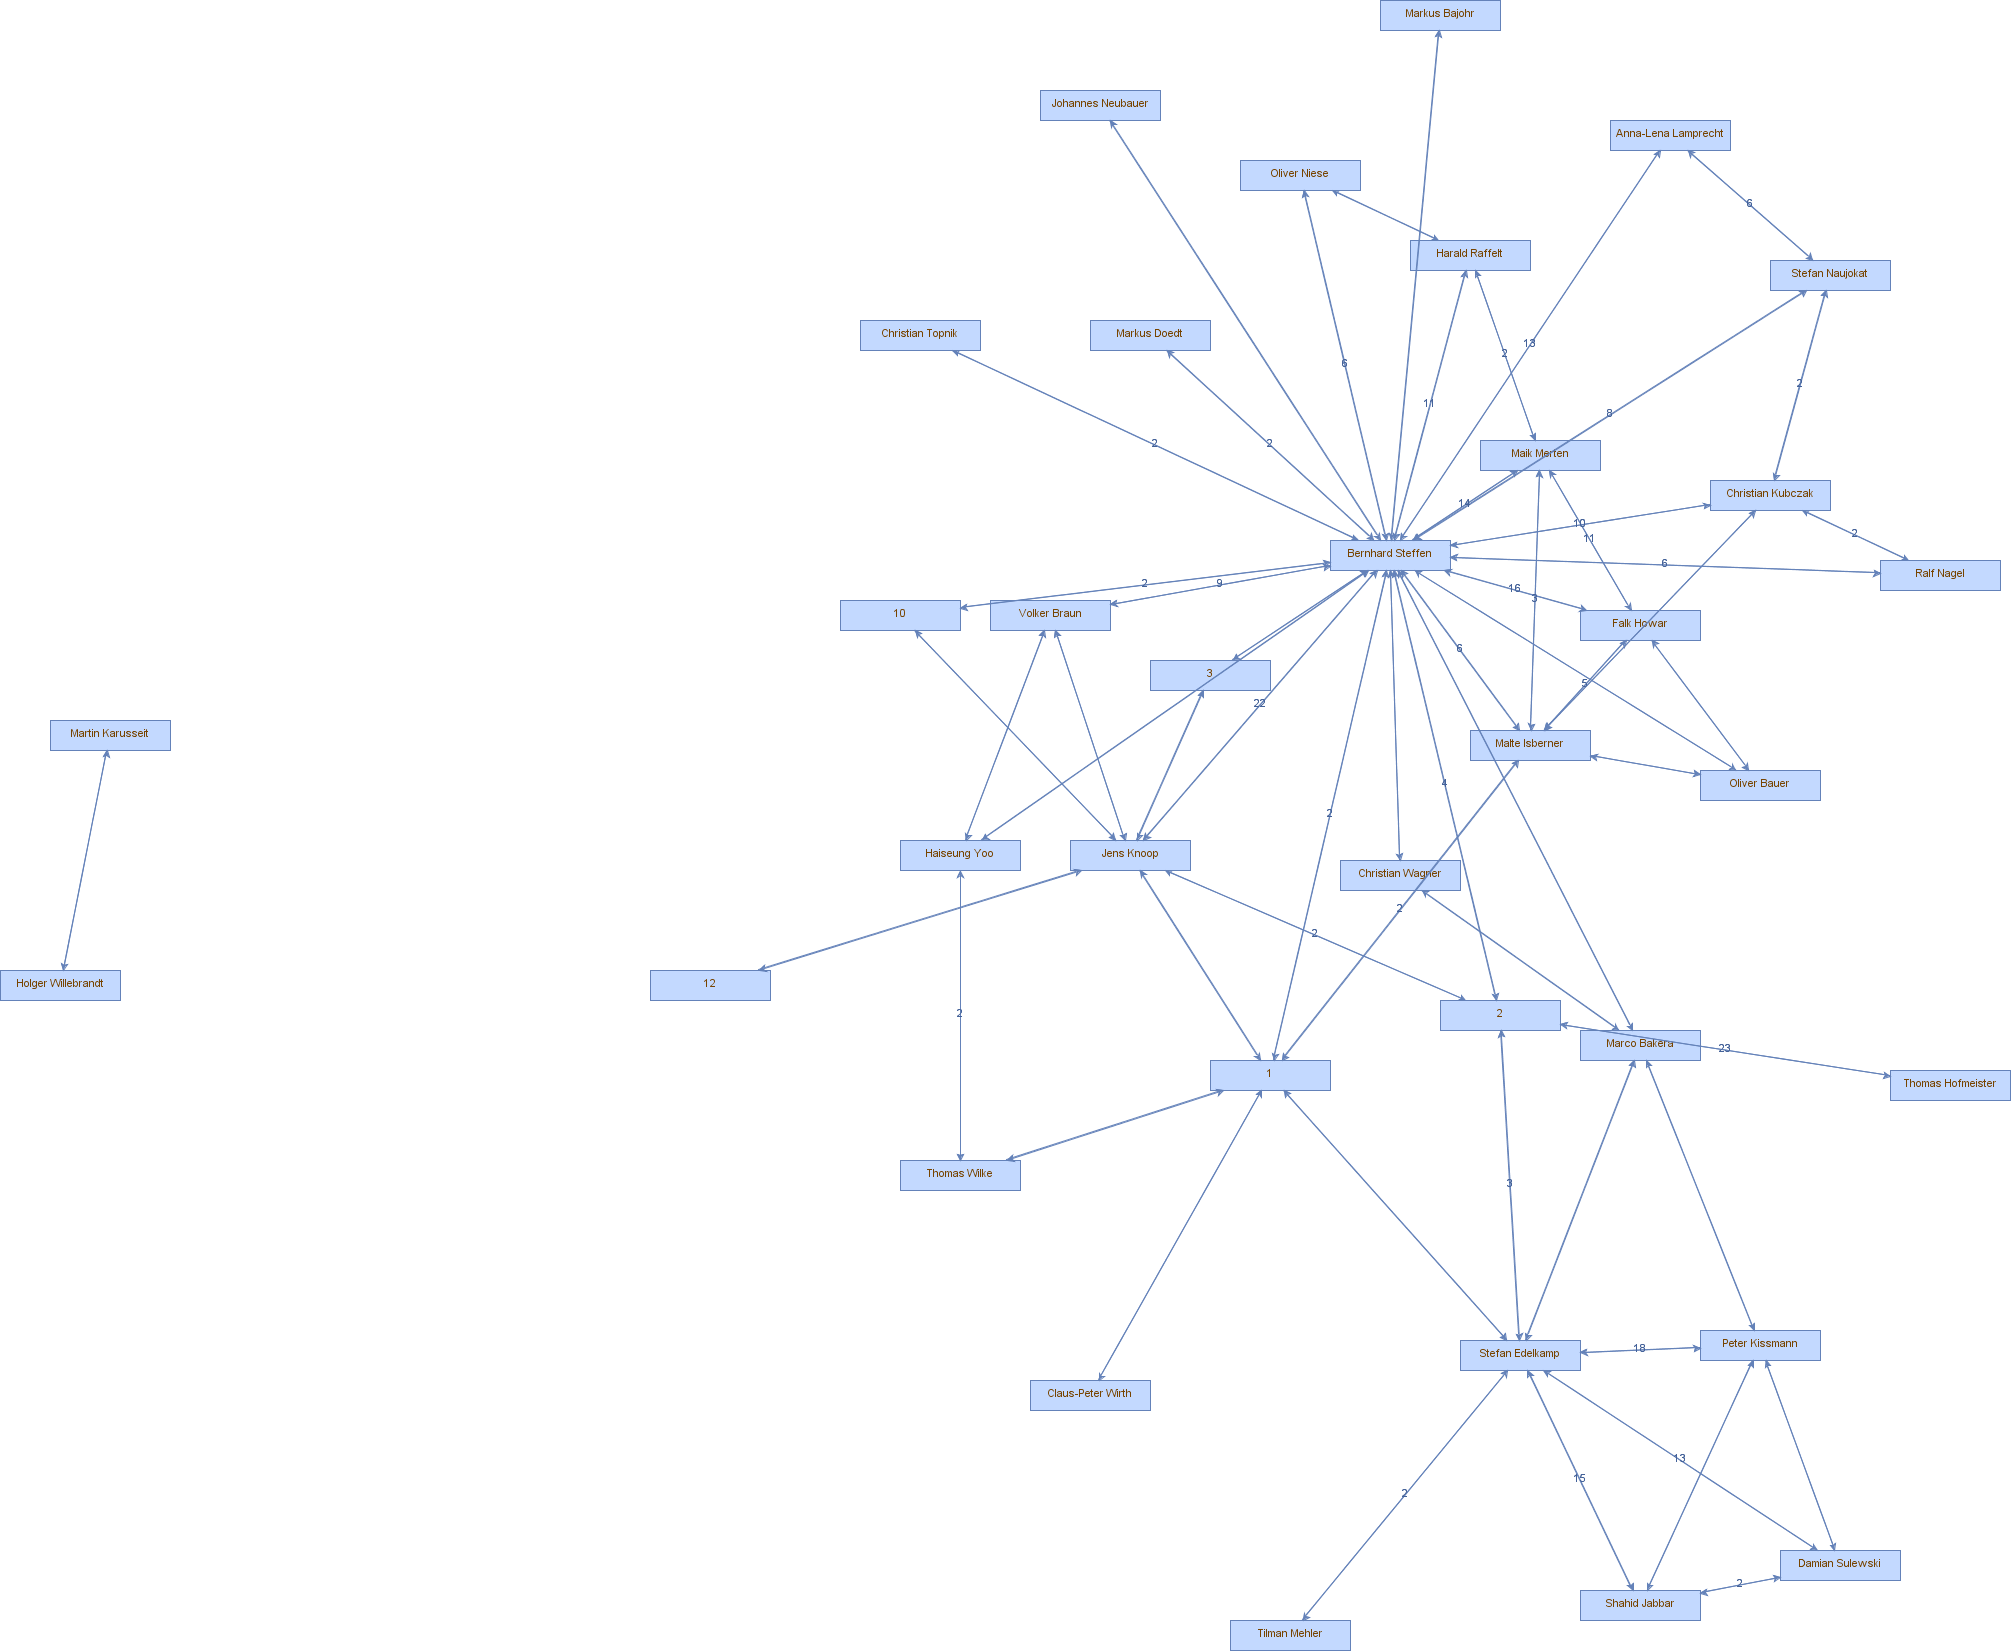 Markus Bajohr
Johannes Neubauer
Anna-Lena Lamprecht
Oliver Niese
6
Harald Raffelt
Stefan Naujokat
Christian Topnik
Markus Doedt
13
2
6
2
11
8
2
2
Maik Merten
14
Christian Kubczak
10
2
11
Bernhard Steffen
6
Ralf Nagel
2
9
16
3
10
Volker Braun
Falk Howar
6
3
5
22
Martin Karusseit
Malte Isberner
4
Oliver Bauer
2
Haiseung Yoo
Jens Knoop
Christian Wagner
2
2
Holger Willebrandt
12
2
2
Marco Bakera
23
1
Thomas Hofmeister
Thomas Wilke
3
Stefan Edelkamp
18
Peter Kissmann
Claus-Peter Wirth
13
15
2
Damian Sulewski
2
Shahid Jabbar
Tilman Mehler